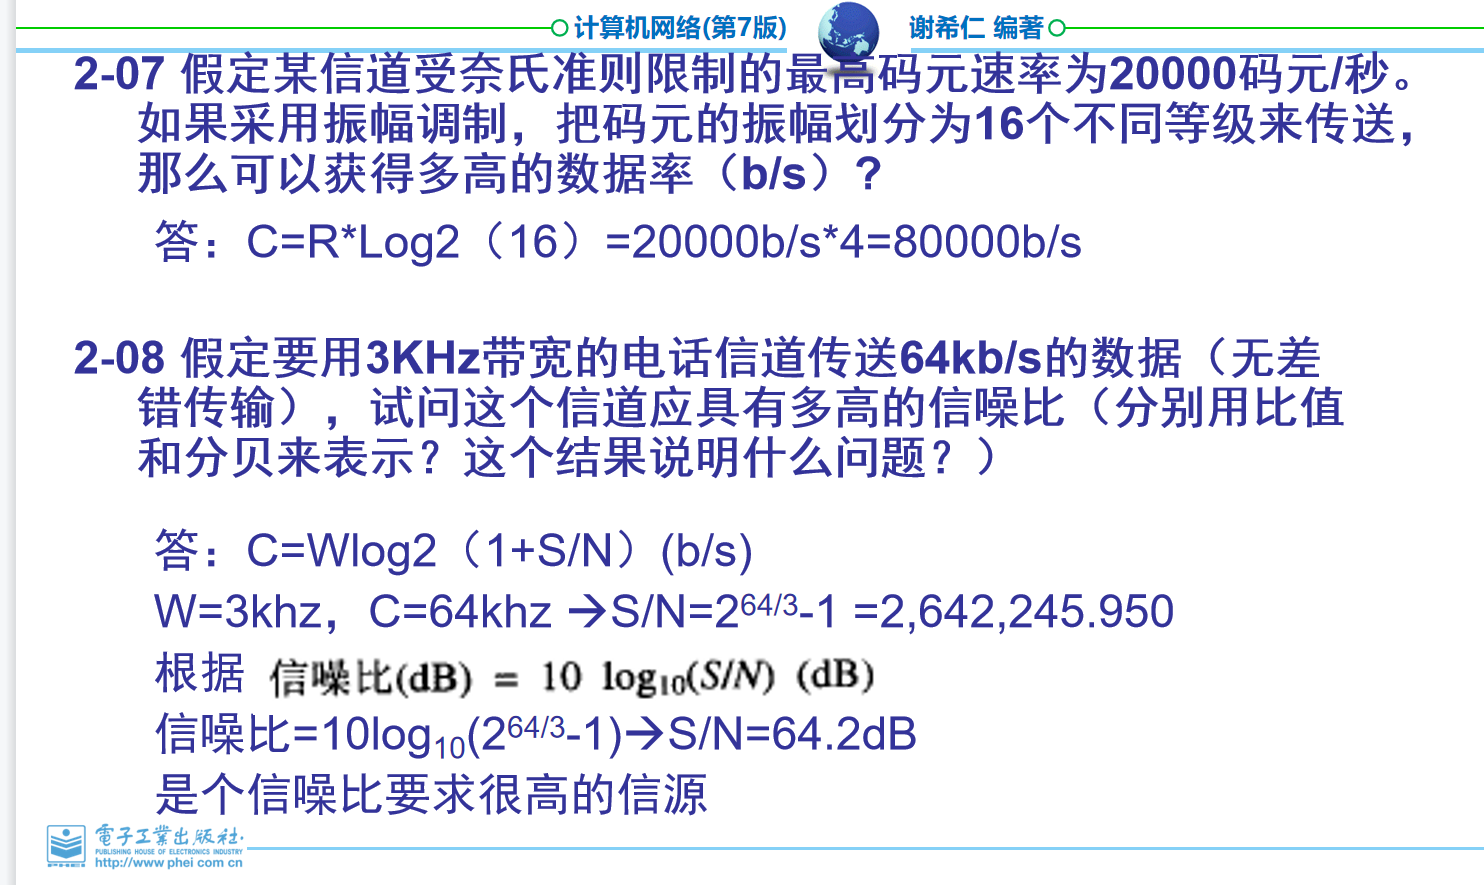 计算机网络(第7版)
谢希仁 编著
2-07 假定某信道受奈氏准则限制的最高码元速率为20000码元/秒。
如果采用振幅调制，把码元的振幅划分为16个不同等级来传送，
那么可以获得多高的数据率（b/s）?
答：C=R*Log2（16）=20000b/s*4=80000b/s
2-08 假定要用3KHz带宽的电话信道传送64kb/s的数据（无差
错传输），试问这个信道应具有多高的信噪比（分别用比值
和分贝来表示？这个结果说明什么问题？）
答：C=Wlog2（1+S/N）(b/s)
W=3khz，C=64khz →S/N=2^64/3-1 =2,642,245.950
根据 信噪比(dB) = 10 log₁₀(S/N) (dB)
信噪比=10log₁₀(2^64/3-1)→S/N=64.2dB
是个信噪比要求很高的信源
電子工業出版社.
PUBLISHING HOUSE OF ELECTRONICS INDUSTRY
http://www phei com cn